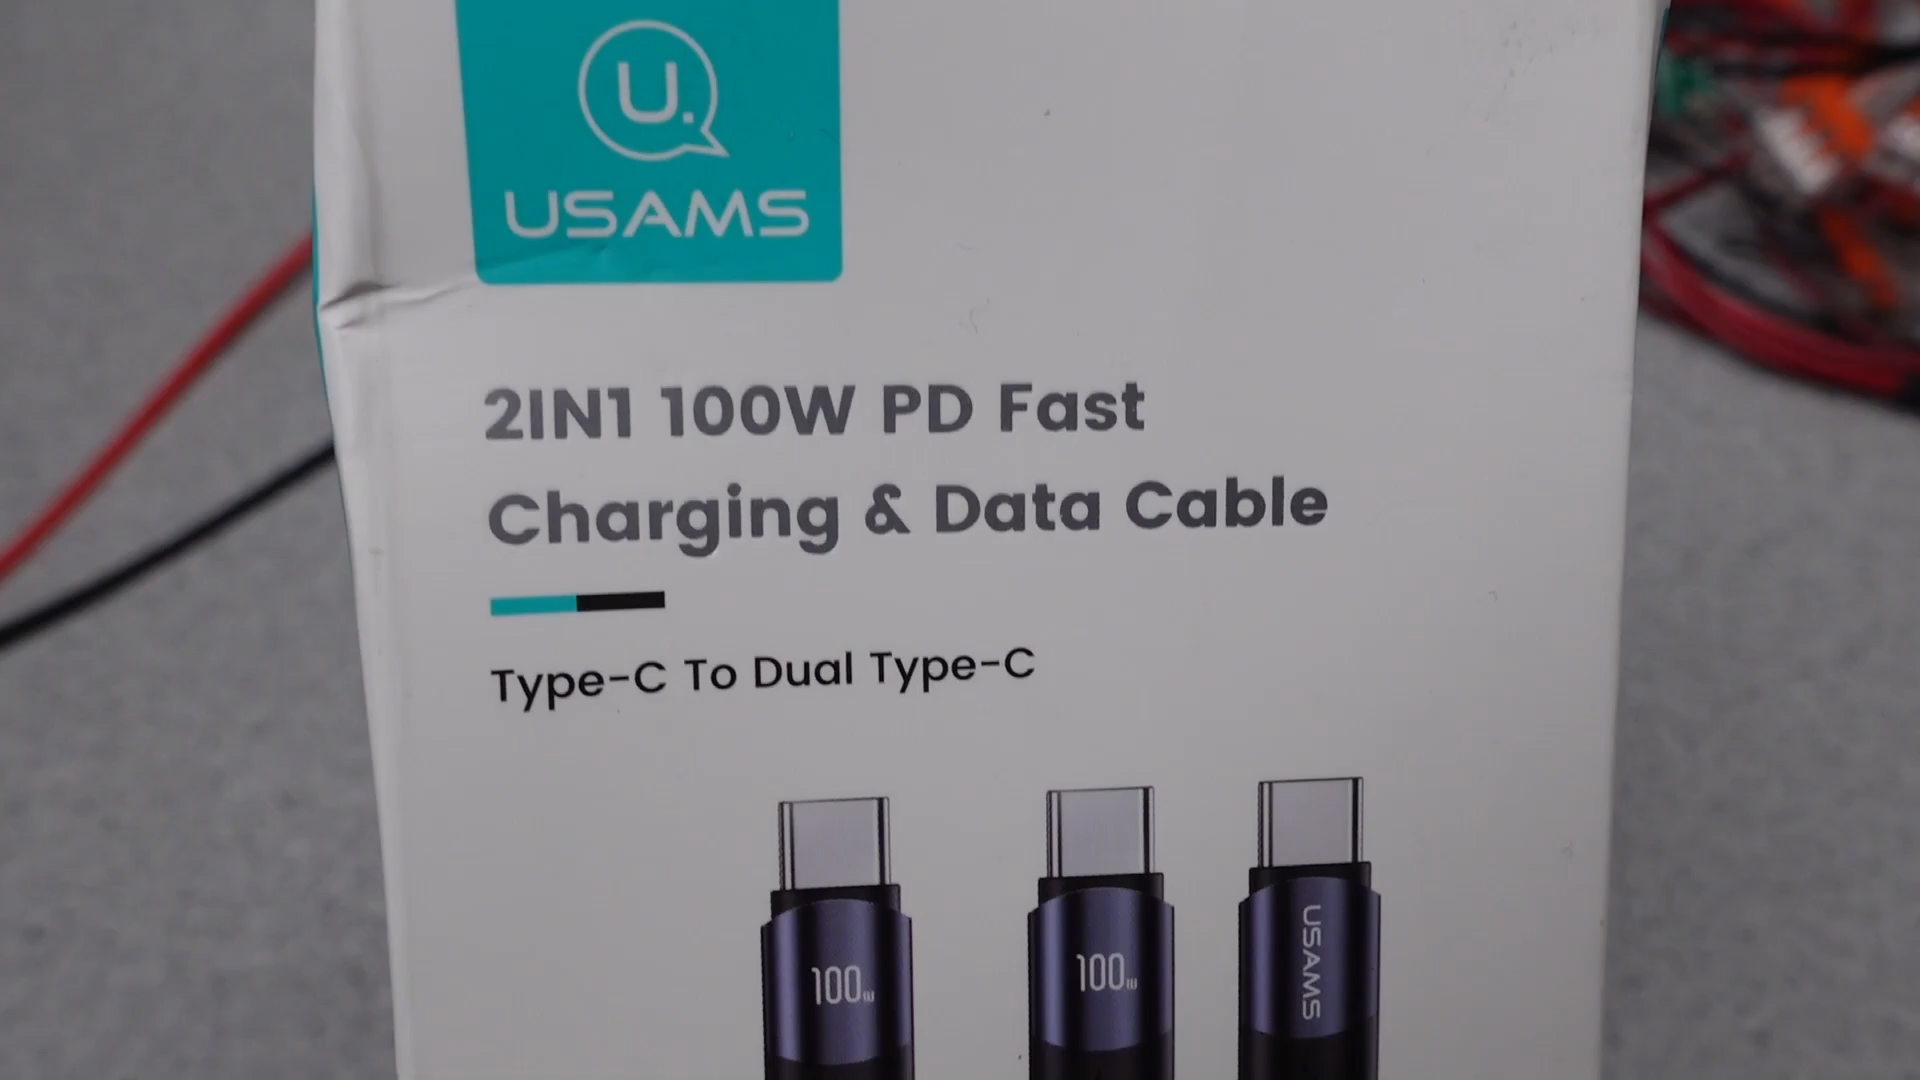 U.
USAMS
2IN1 100W PD Fast
Charging & Data Cable
Type-C To Dual Type-C
100W
100W
USAMS